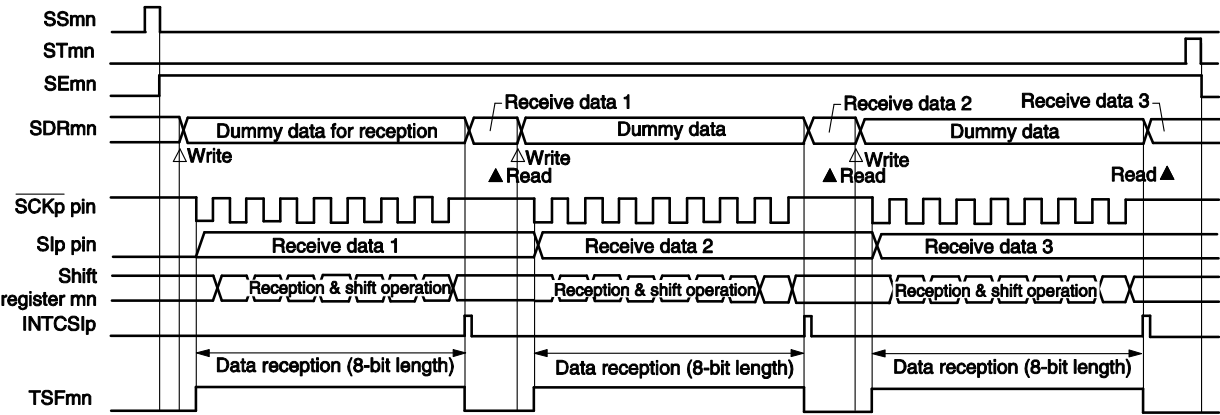 SSmn
STmn
SEmn
Receive data 1 Receive data 2 Receive data 3
SDRmn Dummy data for reception Dummy data Dummy data
△Write △Write △Write
▲Read ▲Read Read▲
SCKp pin
SIp pin Receive data 1 Receive data 2 Receive data 3
Shift
register mn Reception & shift operation Reception & shift operation Reception & shift operation
INTCSIp
Data reception (8-bit length) Data reception (8-bit length) Data reception (8-bit length)
TSFmn